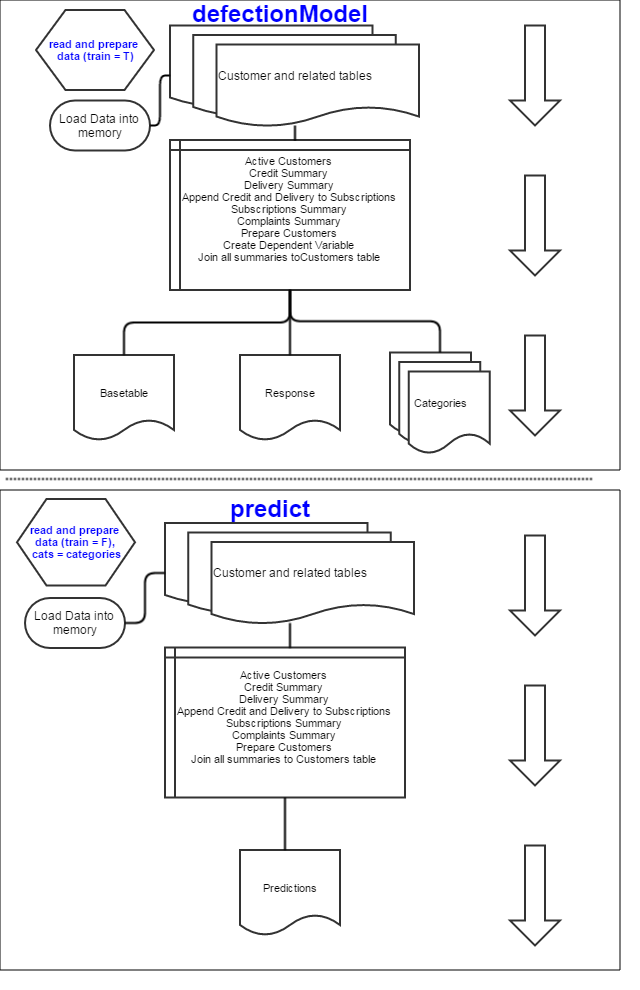 defectionModel
read and prepare
data (train = T)
Customer and related tables
Load Data into
memory
Active Customers
Credit Summary
Delivery Summary
Append Credit and Delivery to Subscriptions
Subscriptions Summary
Complaints Summary
Prepare Customers
Create Dependent Variable
Join all summaries toCustomers table
Basetable
Response
Categories
predict
read and prepare
data (train = F),
cats = categories
Customer and related tables
Load Data into
memory
Active Customers
Credit Summary
Delivery Summary
Append Credit and Delivery to Subscriptions
Subscriptions Summary
Complaints Summary
Prepare Customers
Join all summaries to Customers table
Predictions